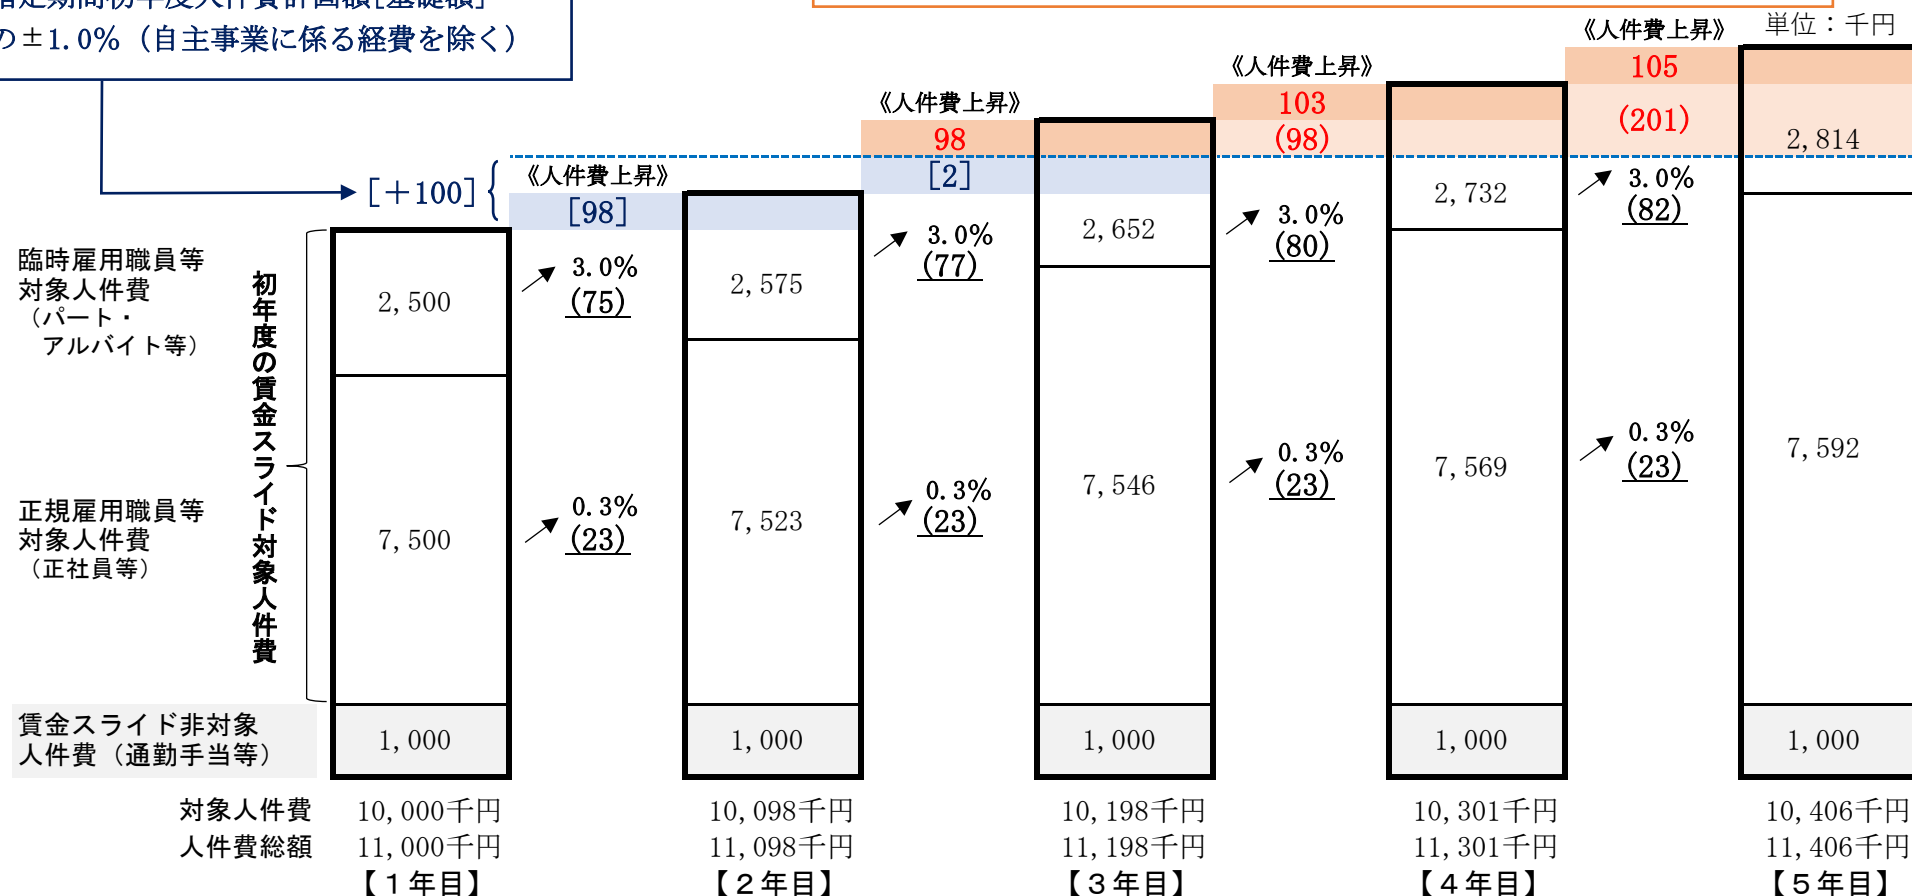 の±1.0%（自主事業に係る経費を除く）
単位：千円
《人件費上昇》
105
(201)
《人件費上昇》
103
(98)
《人件費上昇》
98
[2]
[＋100]
《人件費上昇》
[98]
臨時雇用職員等
対象人件費
（パート・
アルバイト等）
初年度の賃金スライド対象人件費
2,500
3.0%
(75)
2,575
3.0%
(77)
2,652
3.0%
(80)
2,732
3.0%
(82)
2,814
正規雇用職員等
対象人件費
（正社員等）
7,500
0.3%
(23)
7,523
0.3%
(23)
7,546
0.3%
(23)
7,569
0.3%
(23)
7,592
賃金スライド非対象
人件費（通勤手当等）
1,000
1,000
1,000
1,000
1,000
対象人件費 10,000千円 10,098千円 10,198千円 10,301千円 10,406千円
人件費総額 11,000千円 11,098千円 11,198千円 11,301千円 11,406千円
【１年目】 【２年目】 【３年目】 【４年目】 【５年目】